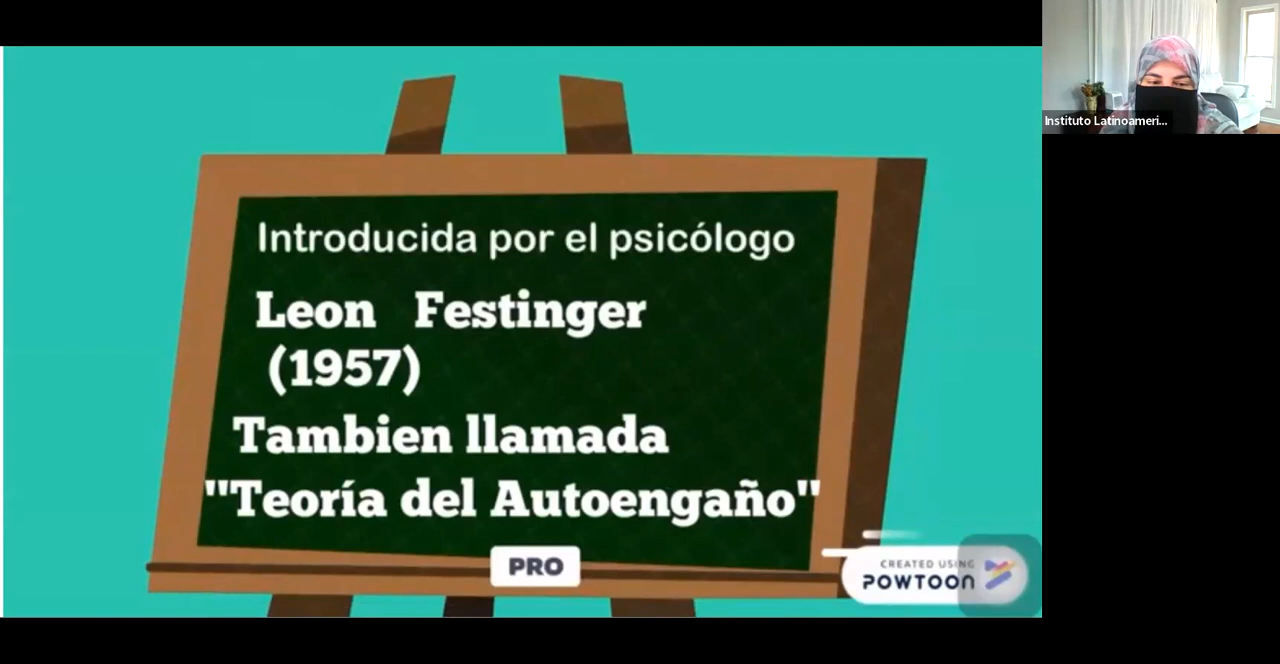 Introducida por el psicólogo
Leon Festinger
(1957)
Tambien llamada
"Teoría del Autoengaño"
PRO
CREATED USING
POWTOON
Instituto Latinoameri...